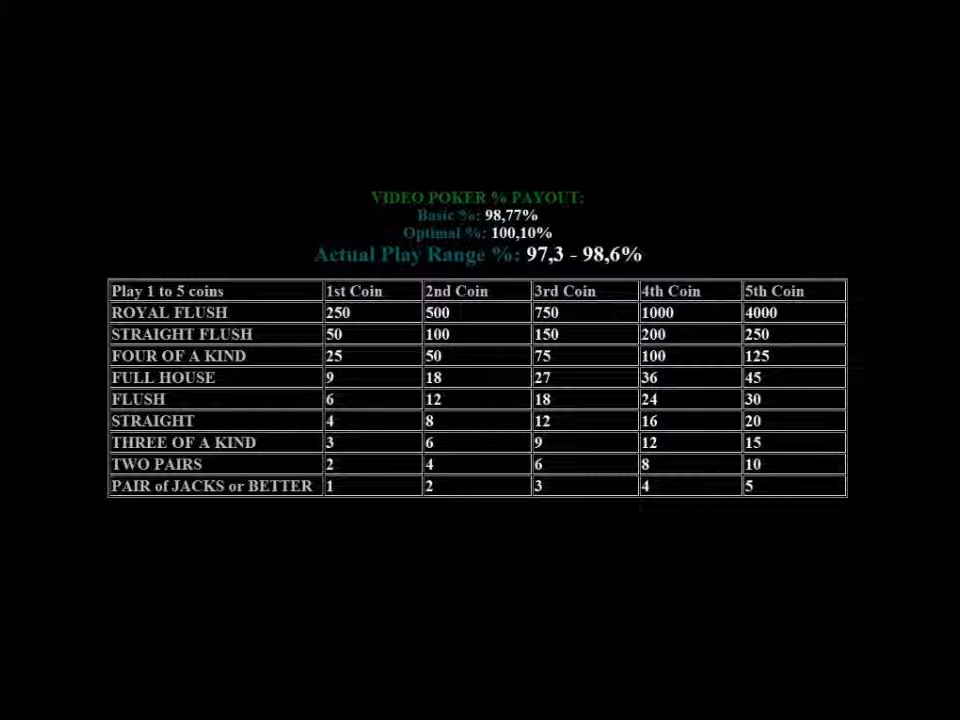 VIDEO POKER % PAYOUT:
Basic %: 98,77%
Optimal %: 100,10%
Actual Play Range %: 97,3 - 98,6%
Play 1 to 5 coins 1st Coin 2nd Coin 3rd Coin 4th Coin 5th Coin
ROYAL FLUSH 250 500 750 1000 4000
STRAIGHT FLUSH 50 100 150 200 250
FOUR OF A KIND 25 50 75 100 125
FULL HOUSE 9 18 27 36 45
FLUSH 6 12 18 24 30
STRAIGHT 4 8 12 16 20
THREE OF A KIND 3 6 9 12 15
TWO PAIRS 2 4 6 8 10
PAIR of JACKS or BETTER 1 2 3 4 5